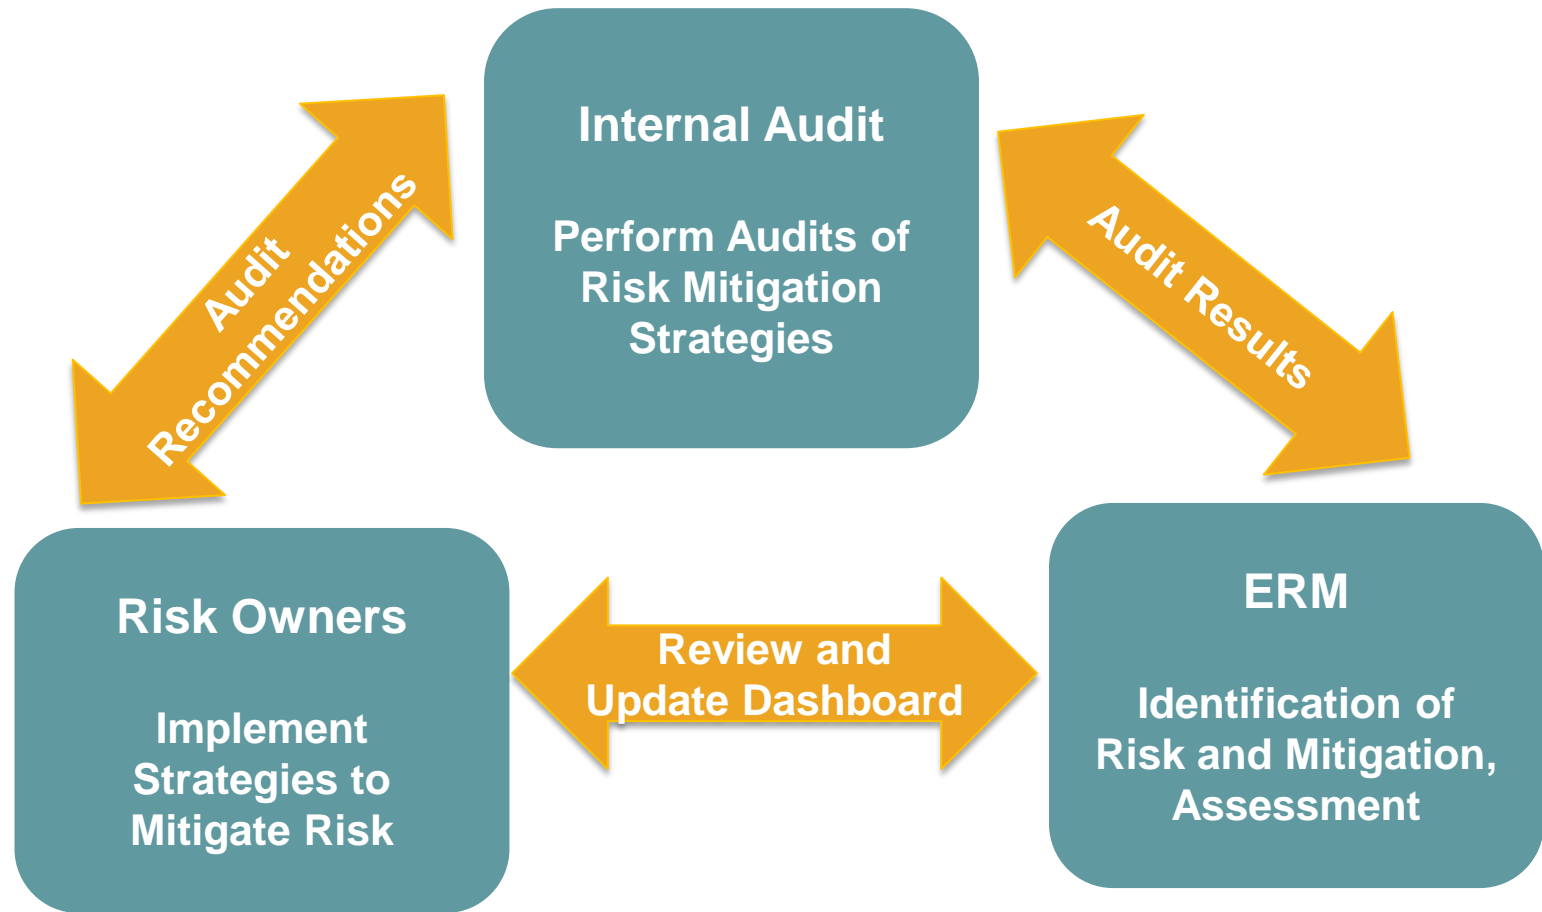 Internal Audit
Perform Audits of
Risk Mitigation
Strategies
Audit
Recommendations
Audit Results
Risk Owners
Implement
Strategies to
Mitigate Risk
Review and
Update Dashboard
ERM
Identification of
Risk and Mitigation,
Assessment